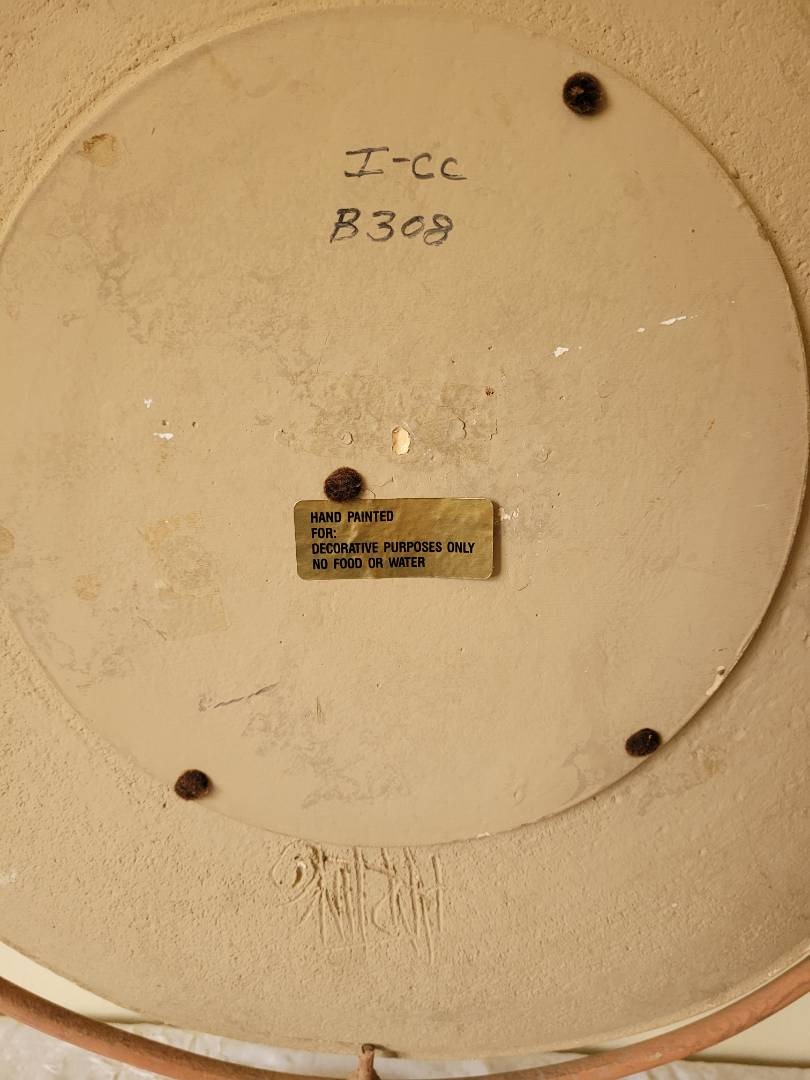 I-CC
B308
HAND PAINTED
FOR:
DECORATIVE PURPOSES ONLY
NO FOOD OR WATER